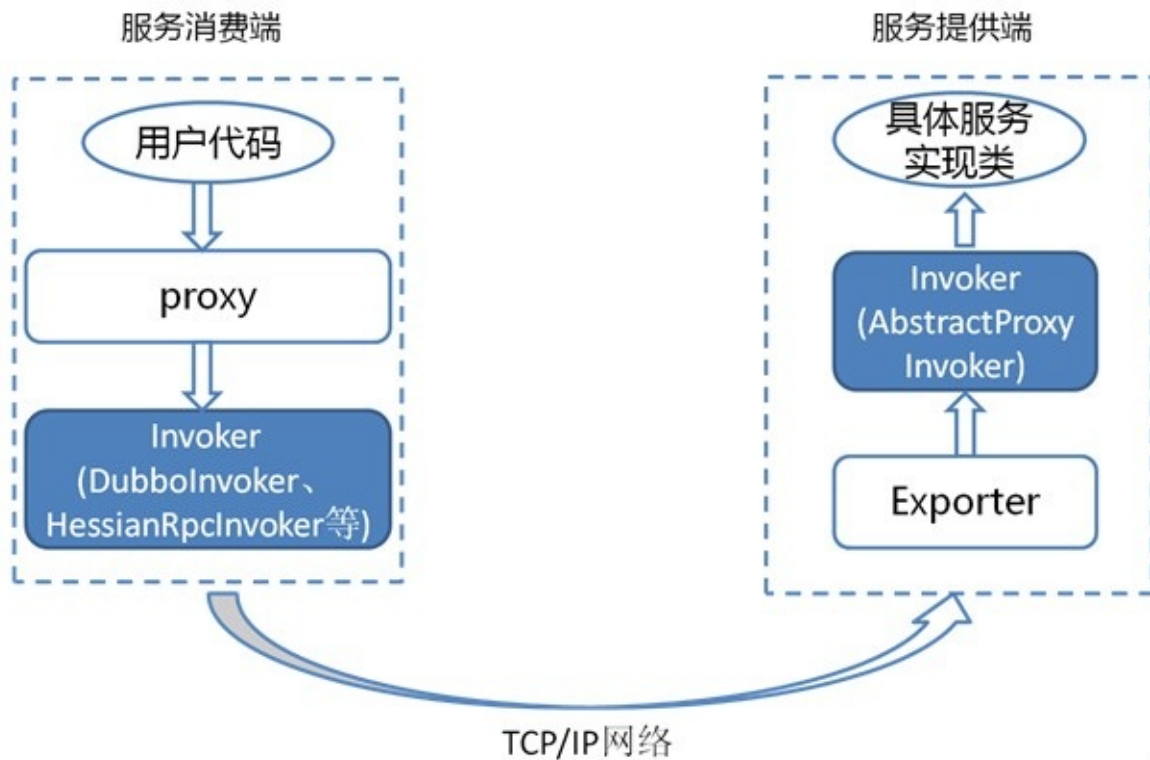 服务消费端
用户代码
proxy
Invoker
(DubboInvoker、
HessianRpcInvoker等)
服务提供端
具体服务
实现类
Invoker
(AbstractProxy
Invoker)
Exporter
TCP/IP网络